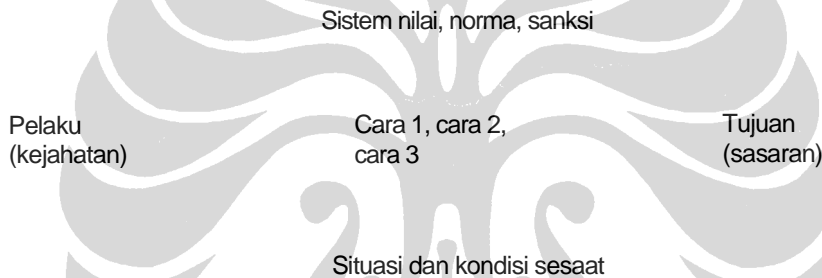 Sistem nilai, norma, sanksi
Pelaku
(kejahatan)
Cara 1, cara 2,
cara 3
Tujuan
(sasaran)
Situasi dan kondisi sesaat